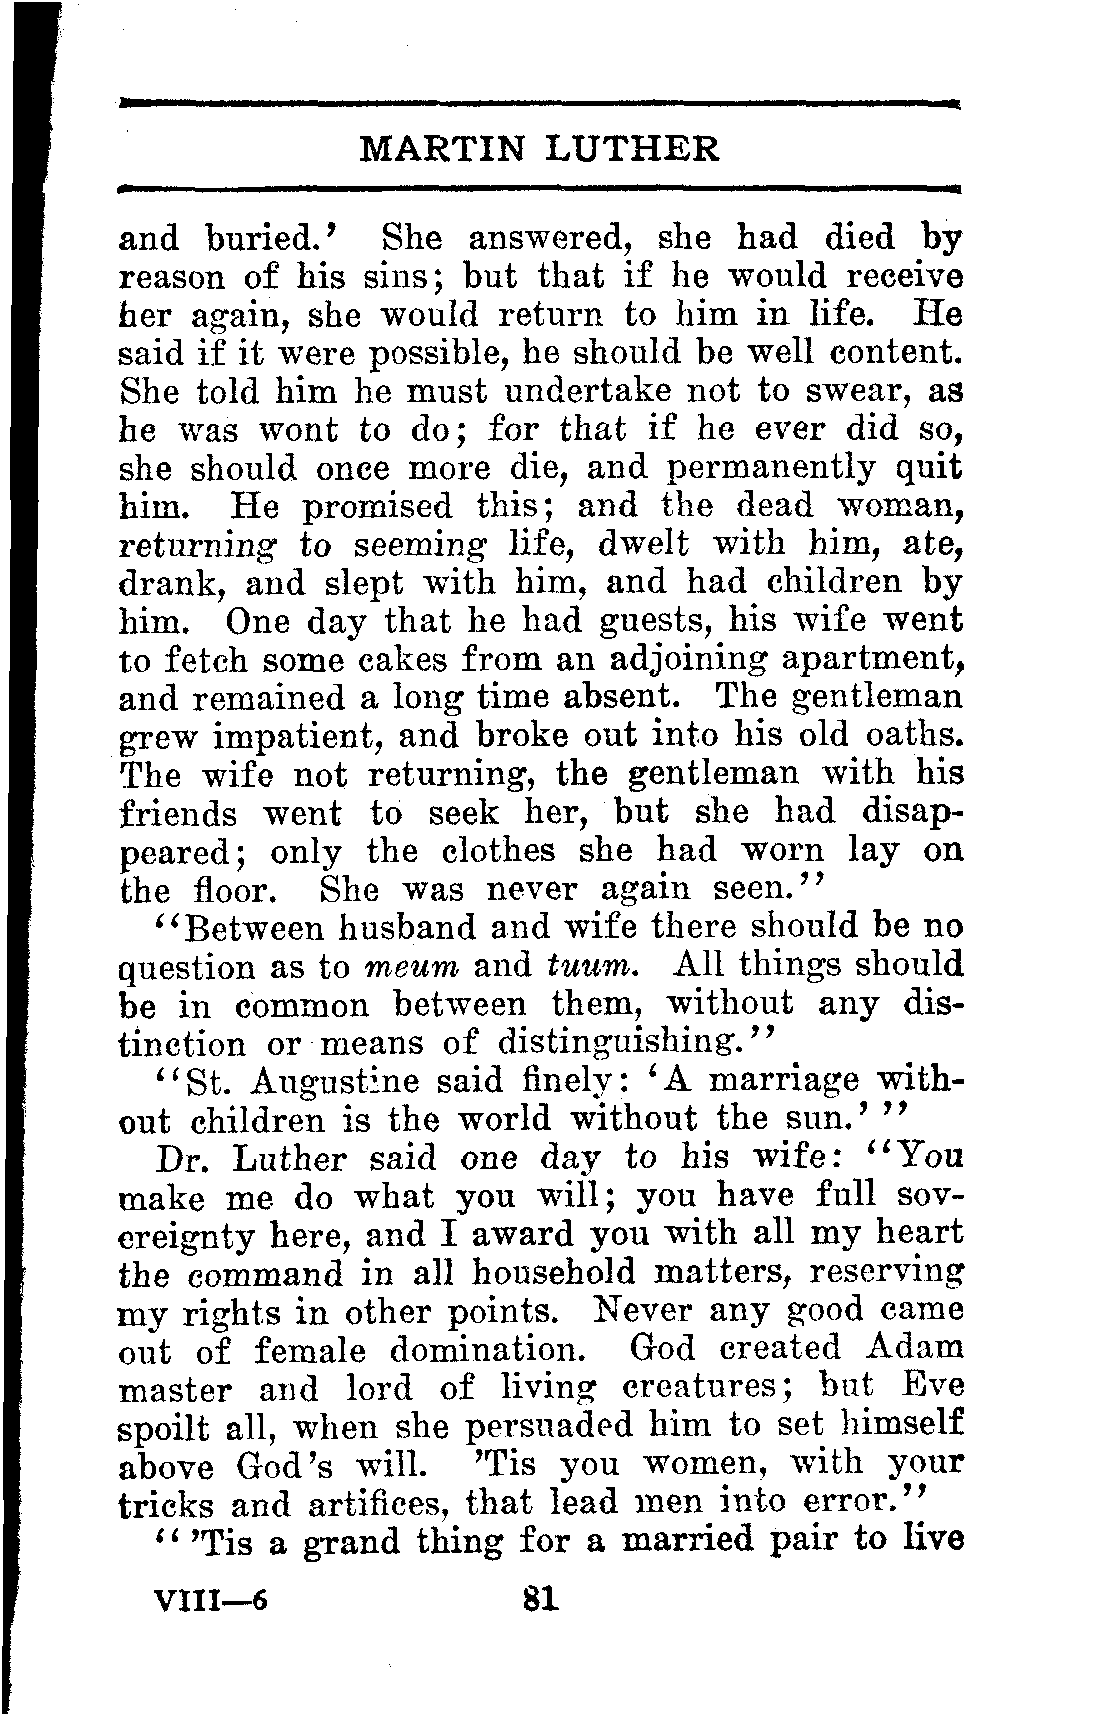 MARTIN LUTHER
and buried.' She answered, she had died by
reason of his sins; but that if he would receive
her again, she would return to him in life. He
said if it were possible, he should be well content.
She told him he must undertake not to swear, as
he was wont to do; for that if he ever did so,
she should once more die, and permanently quit
him. He promised this; and the dead woman,
returning to seeming life, dwelt with him, ate,
drank, and slept with him, and had children by
him. One day that he had guests, his wife went
to fetch some cakes from an adjoining apartment,
and remained a long time absent. The gentleman
grew impatient, and broke out into his old oaths.
The wife not returning, the gentleman with his
friends went to seek her, but she had disap-
peared; only the clothes she had worn lay on
the floor. She was never again seen."
"Between husband and wife there should be no
question as to meum and tuum. All things should
be in common between them, without any dis-
tinction or means of distinguishing."
"St. Augustine said finely: 'A marriage with-
out children is the world without the sun.' "
Dr. Luther said one day to his wife: "You
make me do what you will; you have full sov-
ereignty here, and I award you with all my heart
the command in all household matters, reserving
my rights in other points. Never any good came
out of female domination. God created Adam
master and lord of living creatures; but Eve
spoilt all, when she persuaded him to set himself
above God's will. 'Tis you women, with your
tricks and artifices, that lead men into error."
" 'Tis a grand thing for a married pair to live
VIII—6 81